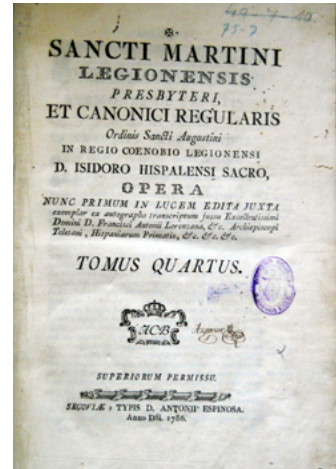 SANCTI MARTINI
LEGIONENSIS
PRESBYTERI,
ET CANONICI REGULARIS
Ordinis Sancti Augustini
IN REGIO COENOBIO LEGIONENSI
D. ISIDORO HISPALENSI SACRO,
OPERA
NUNC PRIMUM IN LUCEM EDITA JUXTA
exemplar ex autographo transcriptum jussu Excellentissimi
Domini D. Francisci Antonii Lorenzana, &c. Archiepiscopi
Toletani, Hispaniarum Primatis, &c. &c. &c.
TOMUS QUARTUS.
SUPERIORUM PERMISSU.
SEGOVIÆ: TYPIS D. ANTONII ESPINOSA.
Anno Dñi. 1786.